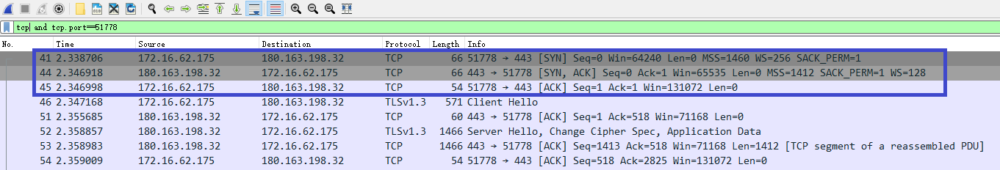 tcp and tcp.port==51778
No. Time Source Destination Protocol Length Info
41 2.338706 172.16.62.175 180.163.198.32 TCP 66 51778 → 443 [SYN] Seq=0 Win=64240 Len=0 MSS=1460 WS=256 SACK_PERM=1
44 2.346918 180.163.198.32 172.16.62.175 TCP 66 443 → 51778 [SYN, ACK] Seq=0 Ack=1 Win=65535 Len=0 MSS=1412 SACK_PERM=1 WS=128
45 2.346998 172.16.62.175 180.163.198.32 TCP 54 51778 → 443 [ACK] Seq=1 Ack=1 Win=131072 Len=0
46 2.347168 172.16.62.175 180.163.198.32 TLSv1.3 571 Client Hello
51 2.355685 180.163.198.32 172.16.62.175 TCP 60 443 → 51778 [ACK] Seq=1 Ack=518 Win=71168 Len=0
52 2.358857 180.163.198.32 172.16.62.175 TLSv1.3 1466 Server Hello, Change Cipher Spec, Application Data
53 2.358983 180.163.198.32 172.16.62.175 TCP 1466 443 → 51778 [ACK] Seq=1413 Ack=518 Win=71168 Len=1412 [TCP segment of a reassembled PDU]
54 2.359009 172.16.62.175 180.163.198.32 TCP 54 51778 → 443 [ACK] Seq=518 Ack=2825 Win=131072 Len=0